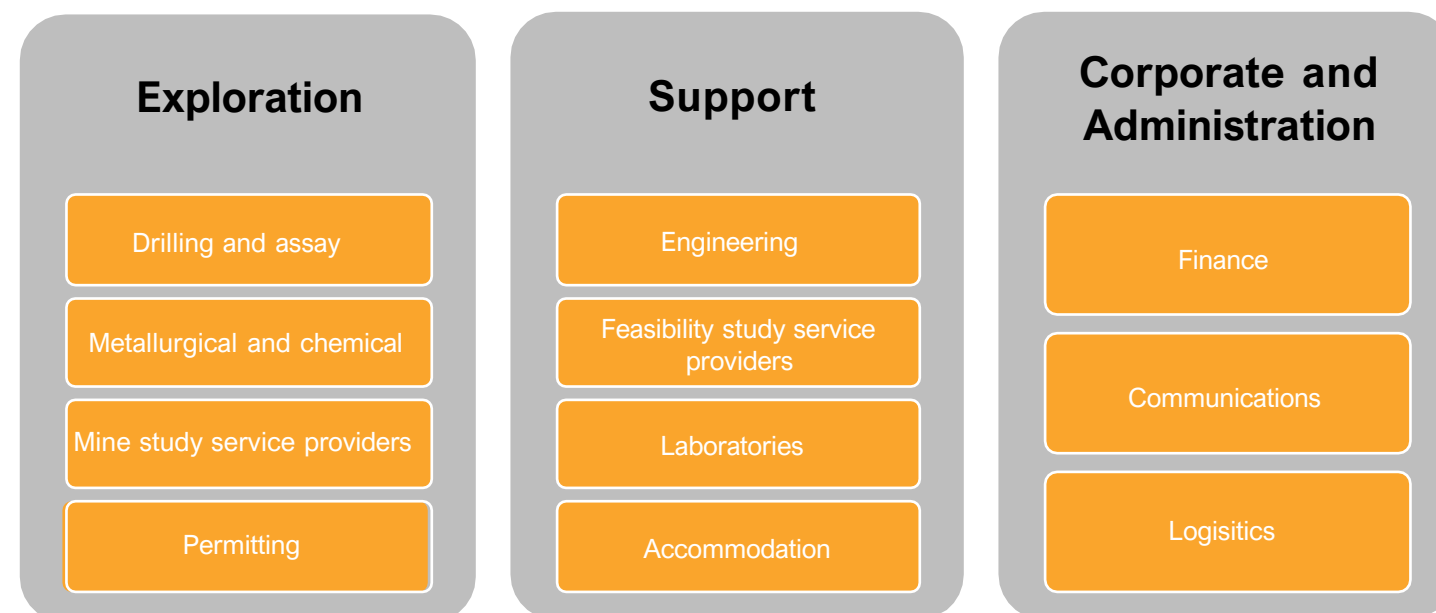 Exploration
Drilling and assay
Metallurgical and chemical
Mine study service providers
Permitting
Support
Engineering
Feasibility study service
providers
Laboratories
Accommodation
Corporate and
Administration
Finance
Communications
Logisitics